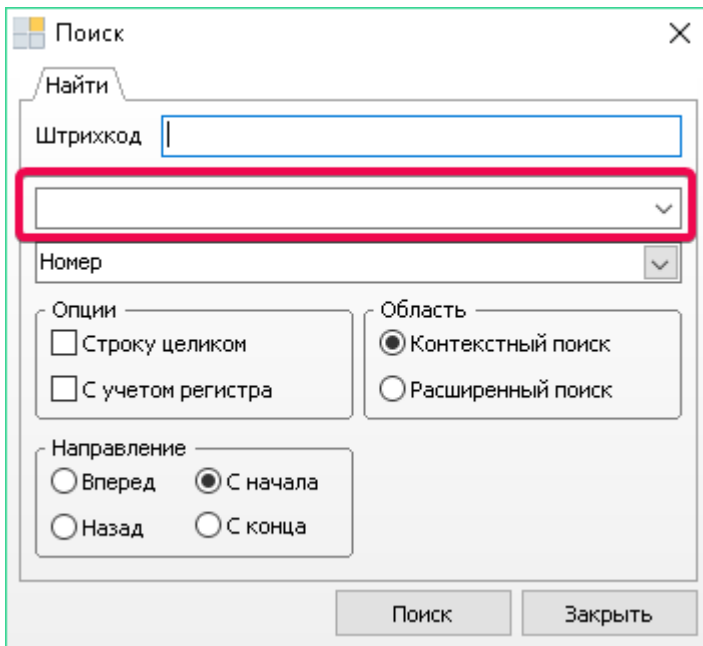 Поиск
Найти
Штрихкод
Номер
Опции
Область
Строку целиком
Контекстный поиск
С учетом регистра
Расширенный поиск
Направление
Вперед
С начала
Назад
С конца
Поиск
Закрыть